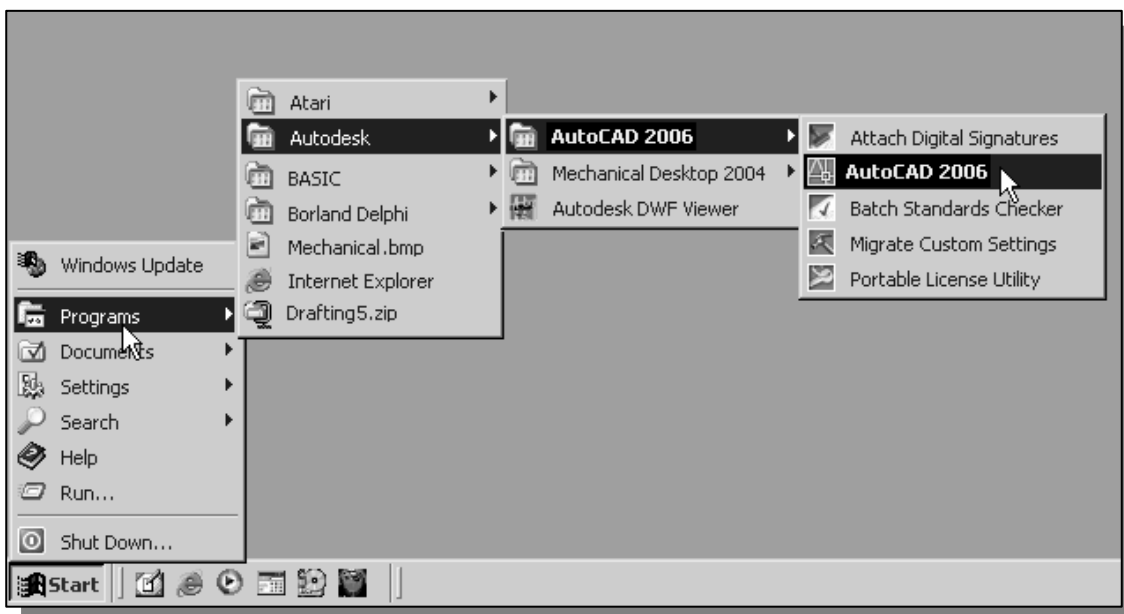 Atari
Autodesk
BASIC
Borland Delphi
Mechanical.bmp
Internet Explorer
Drafting5.zip
AutoCAD 2006
Mechanical Desktop 2004
Autodesk DWF Viewer
Attach Digital Signatures
AutoCAD 2006
Batch Standards Checker
Migrate Custom Settings
Portable License Utility
Windows Update
Programs
Documents
Settings
Search
Help
Run...
Shut Down...
Start